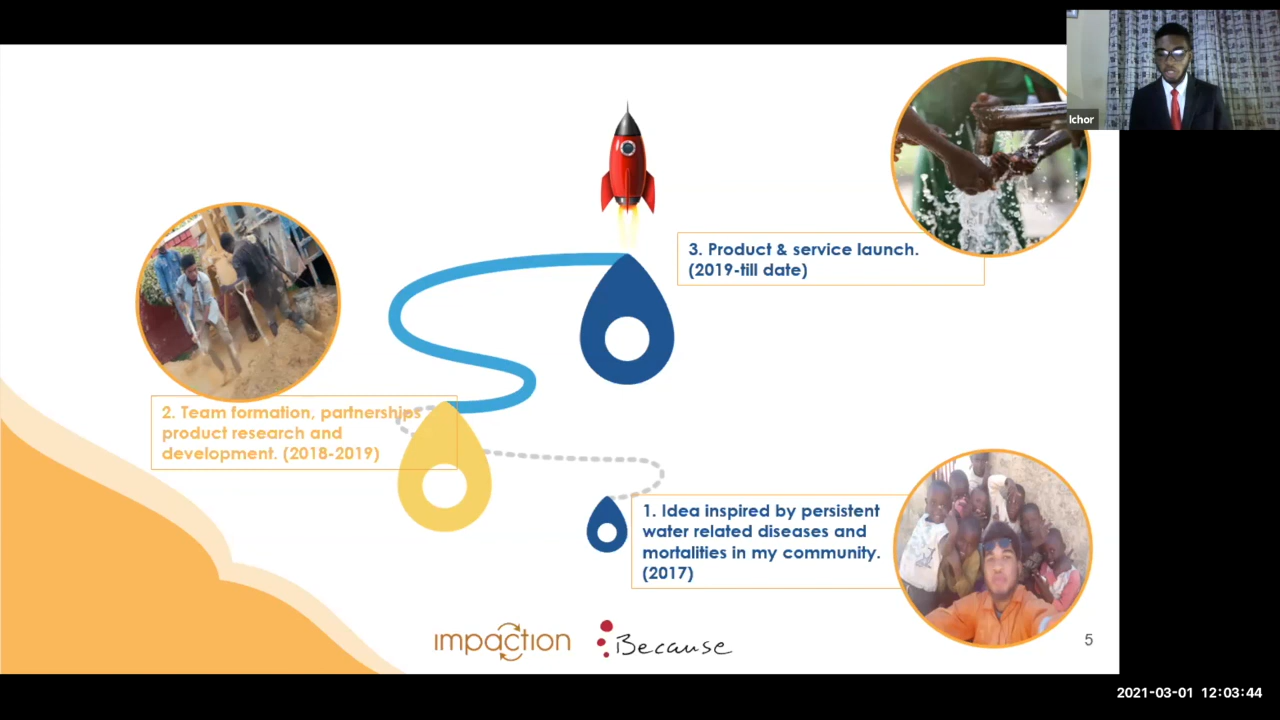 lchor
3. Product & service launch.
(2019-till date)
2. Team formation, partnerships
product research and
development. (2018-2019)
1. Idea inspired by persistent
water related diseases and
mortalities in my community.
(2017)
impaction
Because
5
2021-03-01 12:03:44